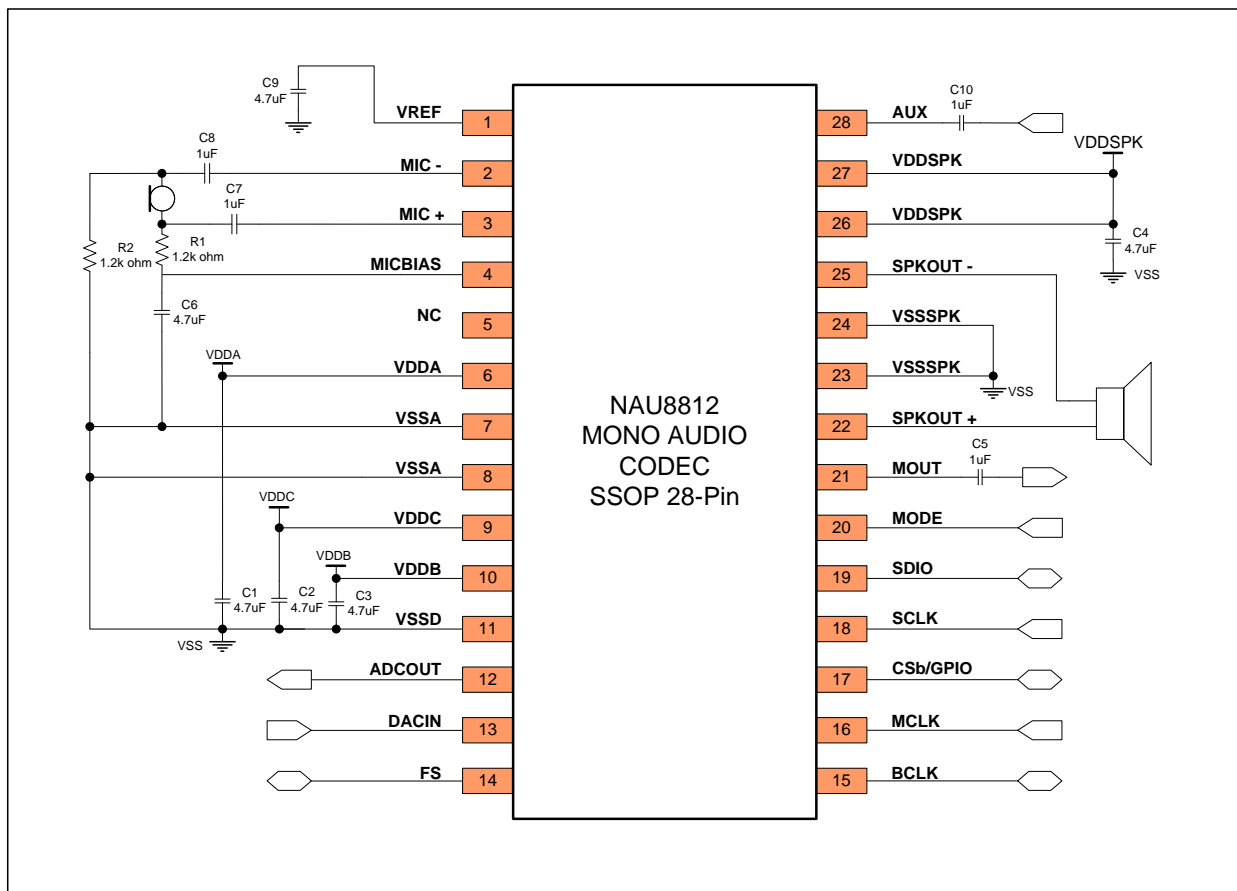 C9
4.7uF
VREF
1
C8
1uF
MIC -
2
C7
1uF
MIC +
3
R2
1.2k ohm
R1
1.2k ohm
MICBIAS
4
C6
4.7uF
NC
5
VDDA
VDDA
6
VSSA
7
VSSA
8
VDDC
VDDC
9
VDDB
VDDB
10
C1
4.7uF
C2
4.7uF
C3
4.7uF
VSSD
11
VSS
ADCOUT
12
DACIN
13
FS
14
NAU8812
MONO AUDIO
CODEC
SSOP 28-Pin
28
AUX
C10
1uF
VDDSPK
27
VDDSPK
26
VDDSPK
C4
4.7uF
VSS
25
SPKOUT -
24
VSSSPK
23
VSSSPK
VSS
22
SPKOUT +
21
MOUT
C5
1uF
20
MODE
19
SDIO
18
SCLK
17
CSb/GPIO
16
MCLK
15
BCLK